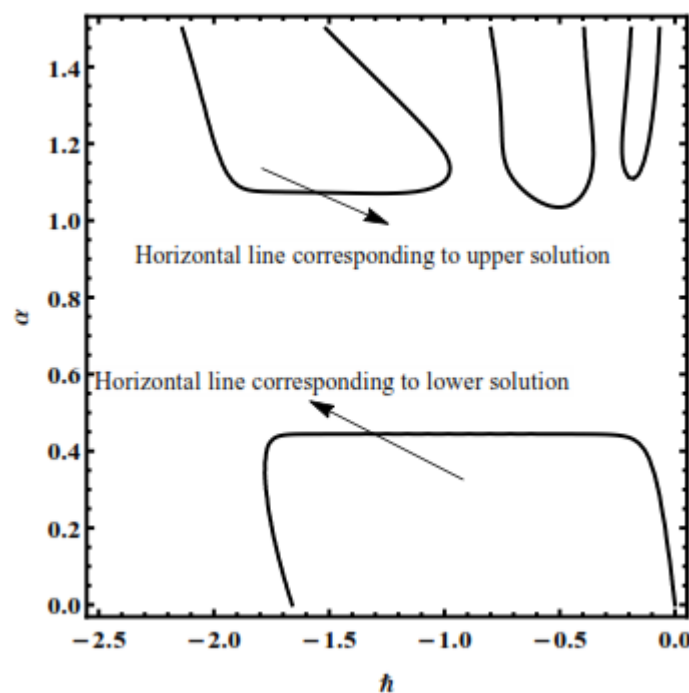 1.4
1.2
1.0
Horizontal line corresponding to upper solution
0.8
α
0.6
Horizontal line corresponding to lower solution
0.4
0.2
0.0
−2.5 −2.0 −1.5 −1.0 −0.5 0.0
ℏ